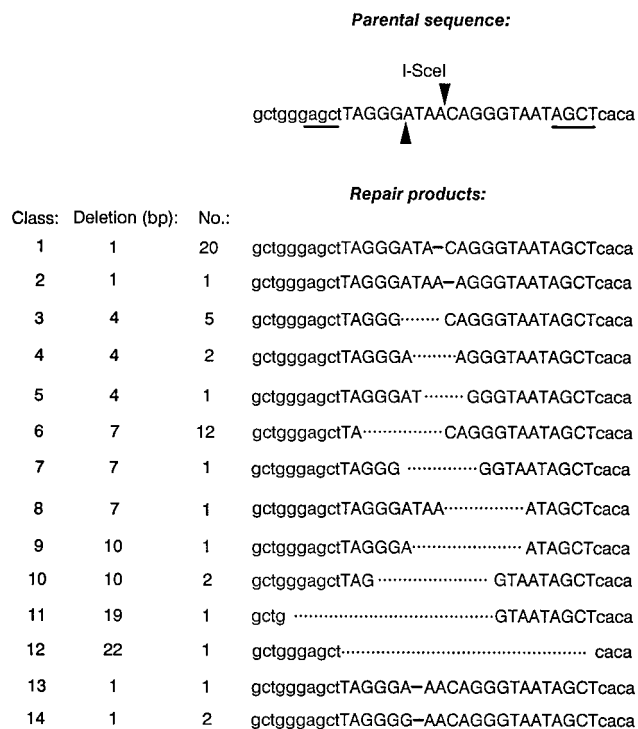 Parental sequence:
I-SceI
gctgggagctTAGGGATAACAGGGTAATAGCTcaca
Repair products:
Class: Deletion (bp): No.:
1 1 20 gctgggagctTAGGGATA–CAGGGTAATAGCTcaca
2 1 1 gctgggagctTAGGGATAA–AGGGTAATAGCTcaca
3 4 5 gctgggagctTAGGG········CAGGGTAATAGCTcaca
4 4 2 gctgggagctTAGGGA·········AGGGTAATAGCTcaca
5 4 1 gctgggagctTAGGGAT········GGGTAATAGCTcaca
6 7 12 gctgggagctTA·················CAGGGTAATAGCTcaca
7 7 1 gctgggagctTAGGG ··············GGTAATAGCTcaca
8 7 1 gctgggagctTAGGGATAA·················ATAGCTcaca
9 10 1 gctgggagctTAGGGA······················ATAGCTcaca
10 10 2 gctgggagctTAG ······················ GTAATAGCTcaca
11 19 1 gctg ········································GTAATAGCTcaca
12 22 1 gctgggagct················································· caca
13 1 1 gctgggagctTAGGGA–AACAGGGTAATAGCTcaca
14 1 2 gctgggagctTAGGGG–AACAGGGTAATAGCTcaca